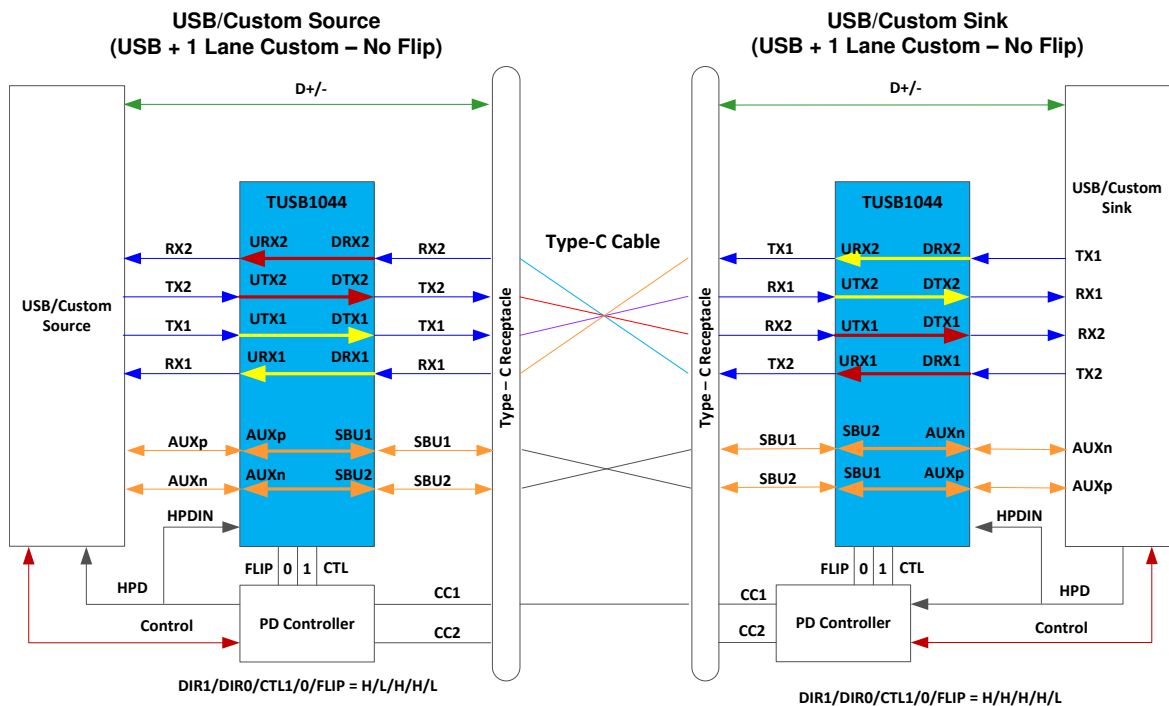 USB/Custom Source
(USB + 1 Lane Custom – No Flip)
USB/Custom Sink
(USB + 1 Lane Custom – No Flip)
D+/-
D+/-
TUSB1044
TUSB1044
USB/Custom
Source
USB/Custom
Sink
Type-C Cable
Type – C Receptacle
Type – C Receptacle
RX2 URX2 DRX2 RX2
TX2 UTX2 DTX2 TX2
TX1 UTX1 DTX1 TX1
RX1 URX1 DRX1 RX1
AUXp AUXp SBU1 SBU1
AUXn AUXn SBU2 SBU2
TX1 URX2 DRX2 TX1
RX1 UTX2 DTX2 RX1
RX2 UTX1 DTX1 RX2
TX2 URX1 DRX1 TX2
SBU1 SBU2 AUXn AUXn
SBU2 SBU1 AUXp AUXp
HPDIN
FLIP 0 1 CTL
HPD
Control
PD Controller
CC1
CC2
HPDIN
FLIP 0 1 CTL
HPD
Control
PD Controller
CC1
CC2
DIR1/DIR0/CTL1/0/FLIP = H/L/H/H/L
DIR1/DIR0/CTL1/0/FLIP = H/H/H/H/L